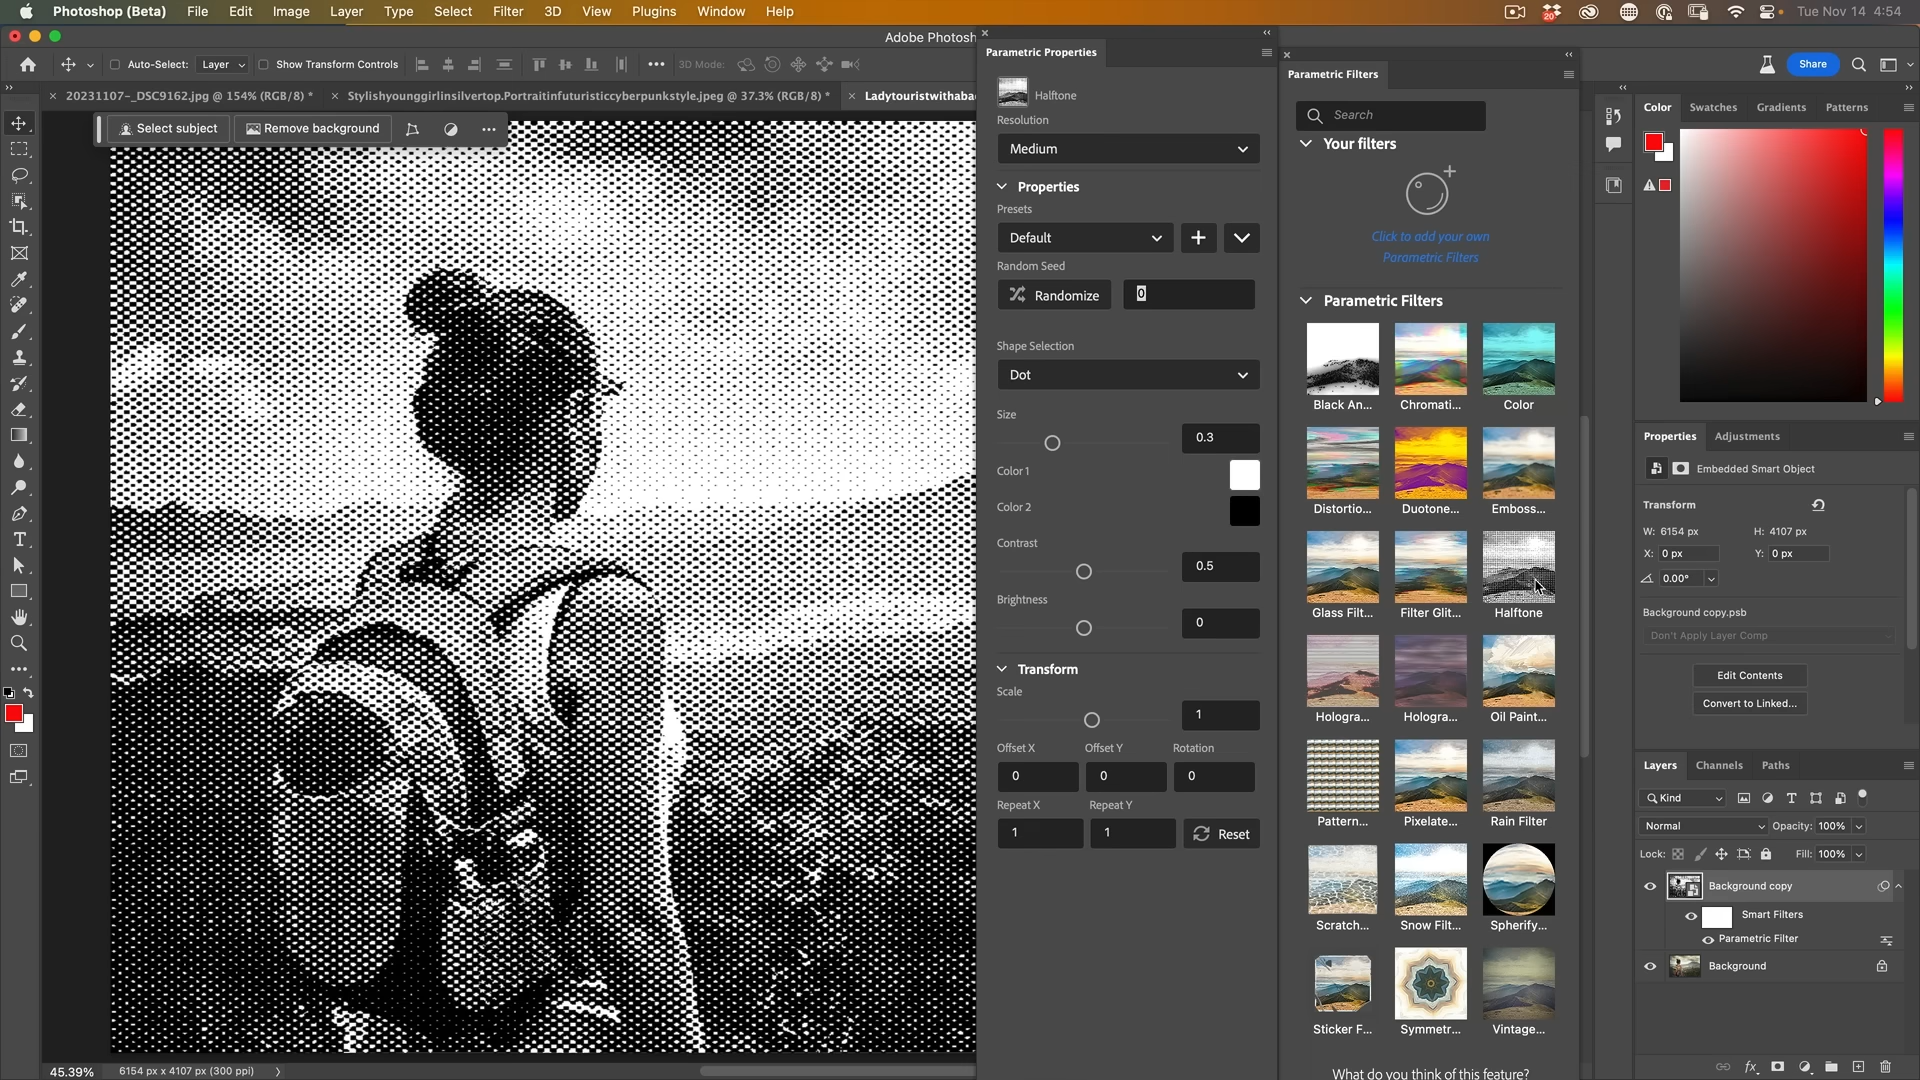 Photoshop (Beta) File Edit Image Layer Type Select Filter 3D View Plugins Window Help
20
Tue Nov 14 4:54
Adobe Photosh
Auto-Select: Layer Show Transform Controls 3D Mode: Share
20231107-_DSC9162.jpg @ 154% (RGB/8) * Stylishyounggirlinsilvertop.Portraitinfuturisticcyberpunkstyle.jpeg @ 37.3% (RGB/8) * Ladytouristwithaba
Select subject Remove background
Parametric Properties
Halftone
Resolution
Medium
Properties
Presets
Default
Random Seed
Randomize 0
Shape Selection
Dot
Size
0.3
Color 1
Color 2
Contrast
0.5
Brightness
0
Transform
Scale
1
Offset X Offset Y Rotation
0 0 0
Repeat X Repeat Y
1 1 Reset
Parametric Filters
Search
Your filters
Click to add your own
Parametric Filters
Parametric Filters
Black An... Chromati... Color
Distortio... Duotone... Emboss...
Glass Filt... Filter Glit... Halftone
Hologra... Hologra... Oil Paint...
Pattern... Pixelate... Rain Filter
Scratch... Snow Filt... Spherify...
Sticker F... Symmetr... Vintage...
What do you think of this feature?
Color Swatches Gradients Patterns
Properties Adjustments
Embedded Smart Object
Transform
W: 6154 px H: 4107 px
X: 0 px Y: 0 px
0.00°
Background copy.psb
Don't Apply Layer Comp
Edit Contents
Convert to Linked...
Layers Channels Paths
Kind
Normal Opacity: 100%
Lock: Fill: 100%
Background copy
Smart Filters
Parametric Filter
Background
fx
45.39% 6154 px x 4107 px (300 ppi)